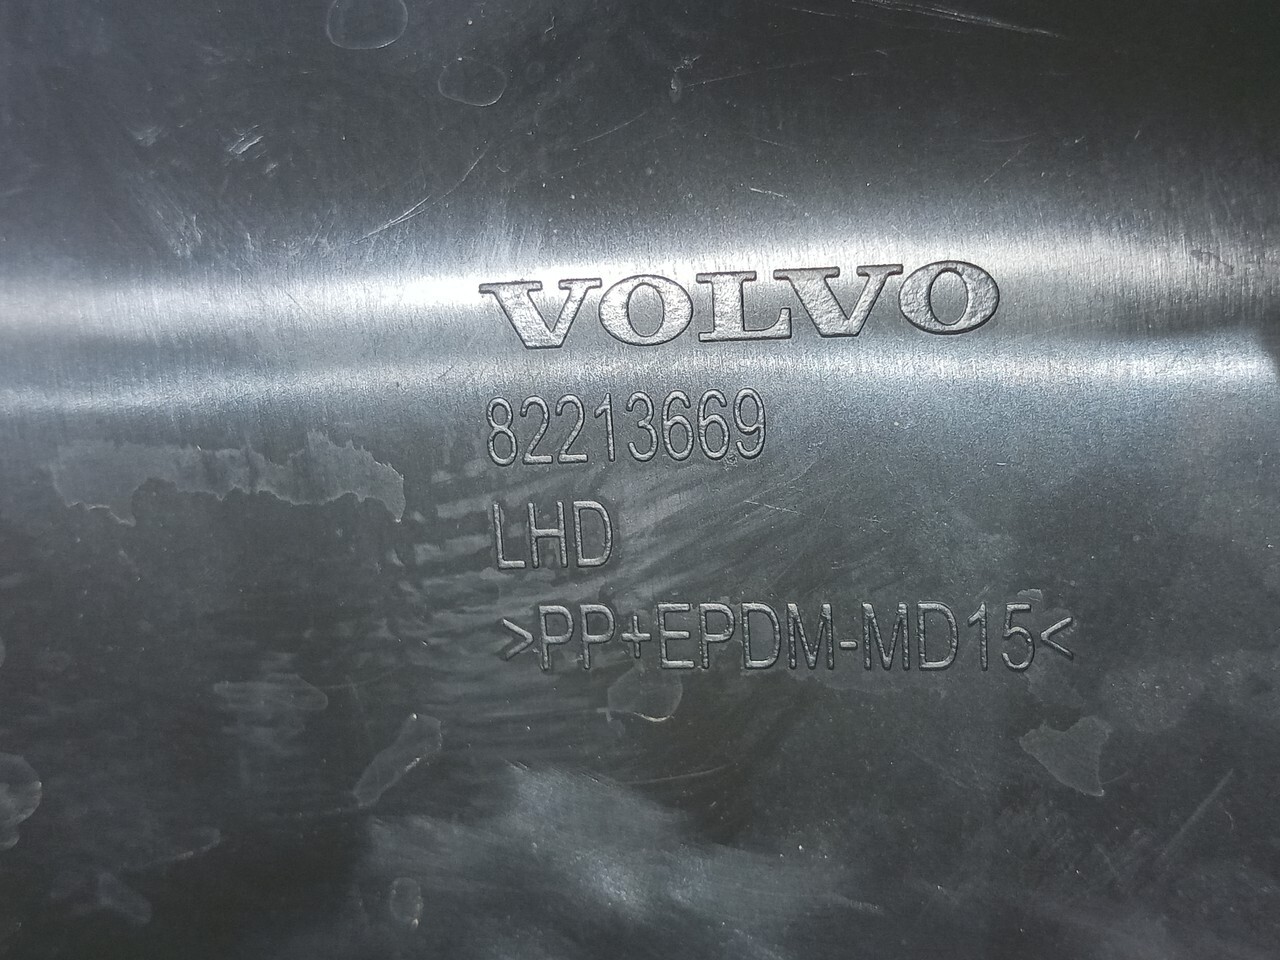 VOLVO
82213669
LHD
>PP+EPDM-MD15<